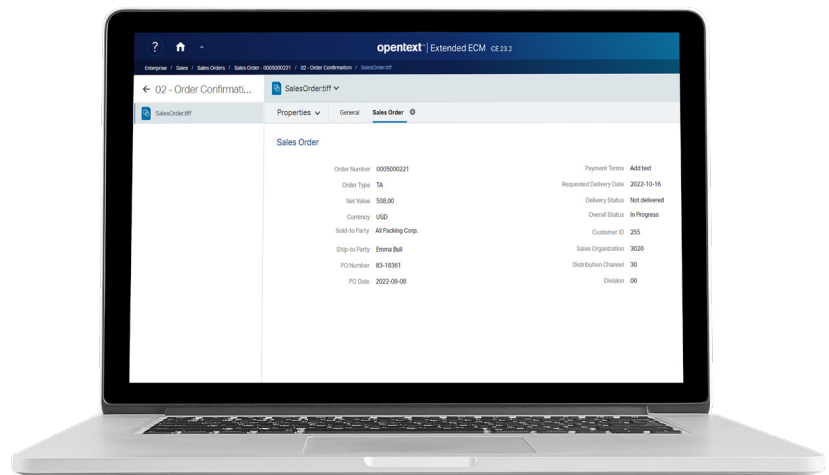 ?
opentext™ | Extended ECM CE 23.2
Enterprise / Sales / Sales Orders / Sales Order - 0005000221 / 02 - Order Confirmation / SalesOrder.tiff
02 - Order Confirmati...
SalesOrder.tiff
SalesOrder.tiff
Properties General Sales Order
Sales Order
Order Number 0005000221 Payment Terms Add text
Order Type TA Requested Delivery Date 2022-10-16
Net Value 508.00 Delivery Status Not delivered
Currency USD Overall Status In Progress
Sold-to Party All Packing Corp. Customer ID 255
Ship-to Party Emma Bull Sales Organization 3020
PO Number 83-18361 Distribution Channel 30
PO Date 2022-09-08 Division 00